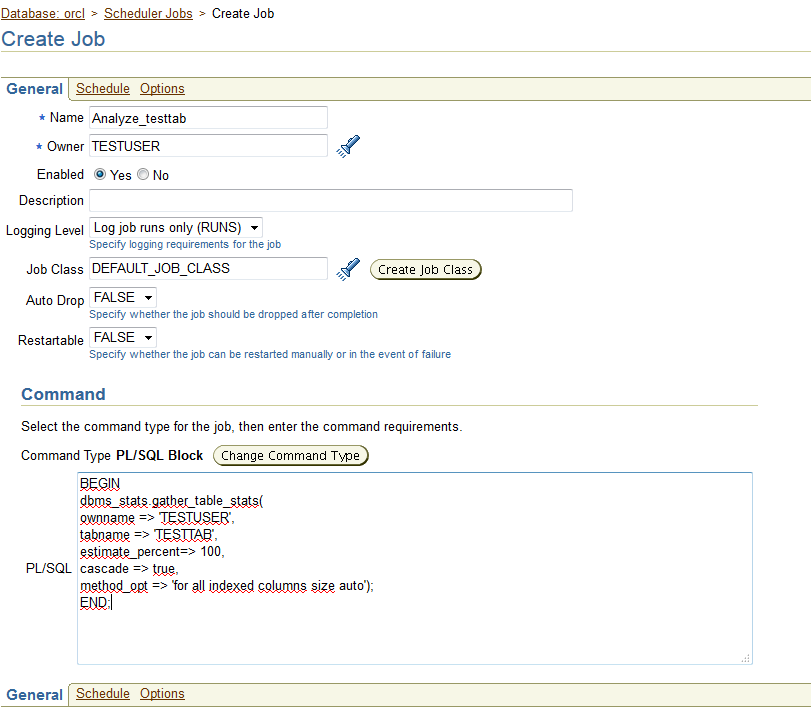 Database: orcl > Scheduler Jobs > Create Job
Create Job
General Schedule Options
* Name Analyze_testtab
* Owner TESTUSER
Enabled Yes No
Description
Logging Level Log job runs only (RUNS)
Specify logging requirements for the job
Job Class DEFAULT_JOB_CLASS Create Job Class
Auto Drop FALSE
Specify whether the job should be dropped after completion
Restartable FALSE
Specify whether the job can be restarted manually or in the event of failure
Command
Select the command type for the job, then enter the command requirements.
Command Type PL/SQL Block Change Command Type
BEGIN
dbms_stats.gather_table_stats(
ownname => 'TESTUSER',
tabname => 'TESTTAB',
estimate_percent=> 100,
PL/SQL cascade => true,
method_opt => 'for all indexed columns size auto');
END;
General Schedule Options